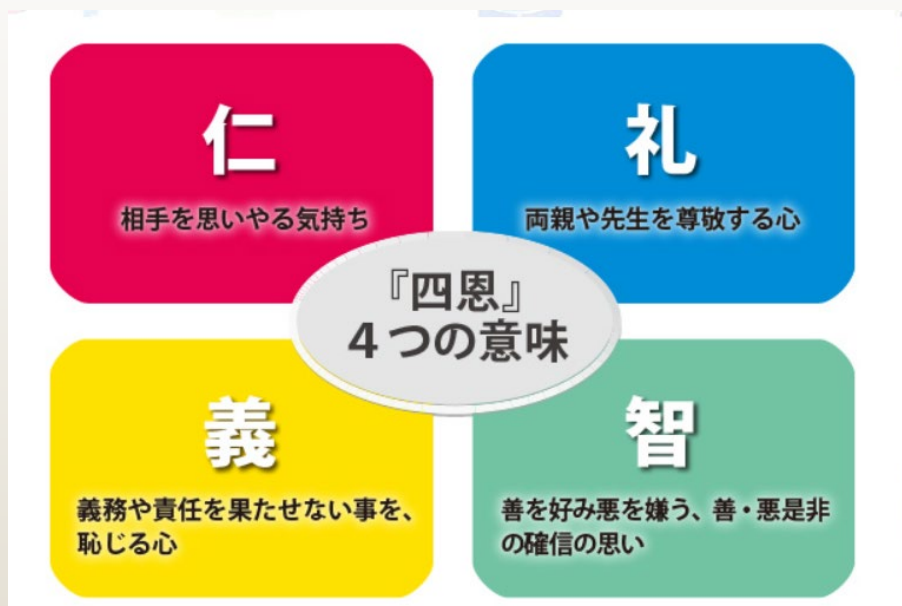 仁
相手を思いやる気持ち
礼
両親や先生を尊敬する心
『四恩』
4つの意味
義
義務や責任を果たせない事を、
恥じる心
智
善を好み悪を嫌う、善・悪是非
の確信の思い